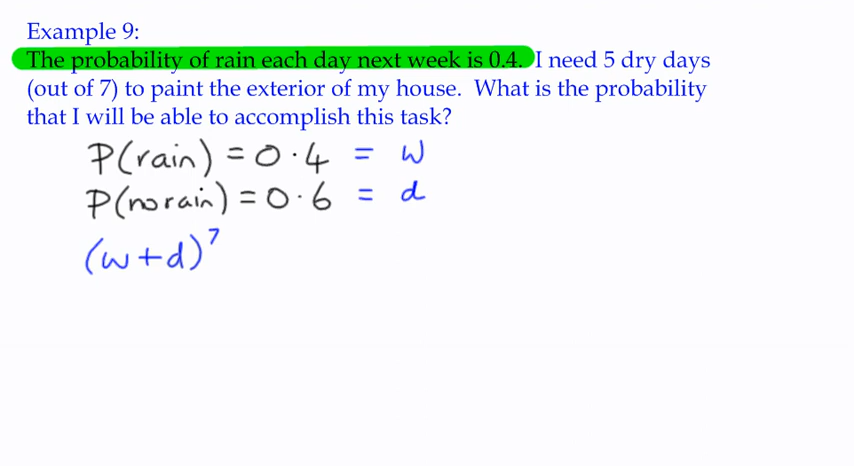 Example 9:
The probability of rain each day next week is 0.4. I need 5 dry days
(out of 7) to paint the exterior of my house. What is the probability
that I will be able to accomplish this task?
P(rain) = 0·4 = w
P(no rain) = 0·6 = d
(w+d)⁷